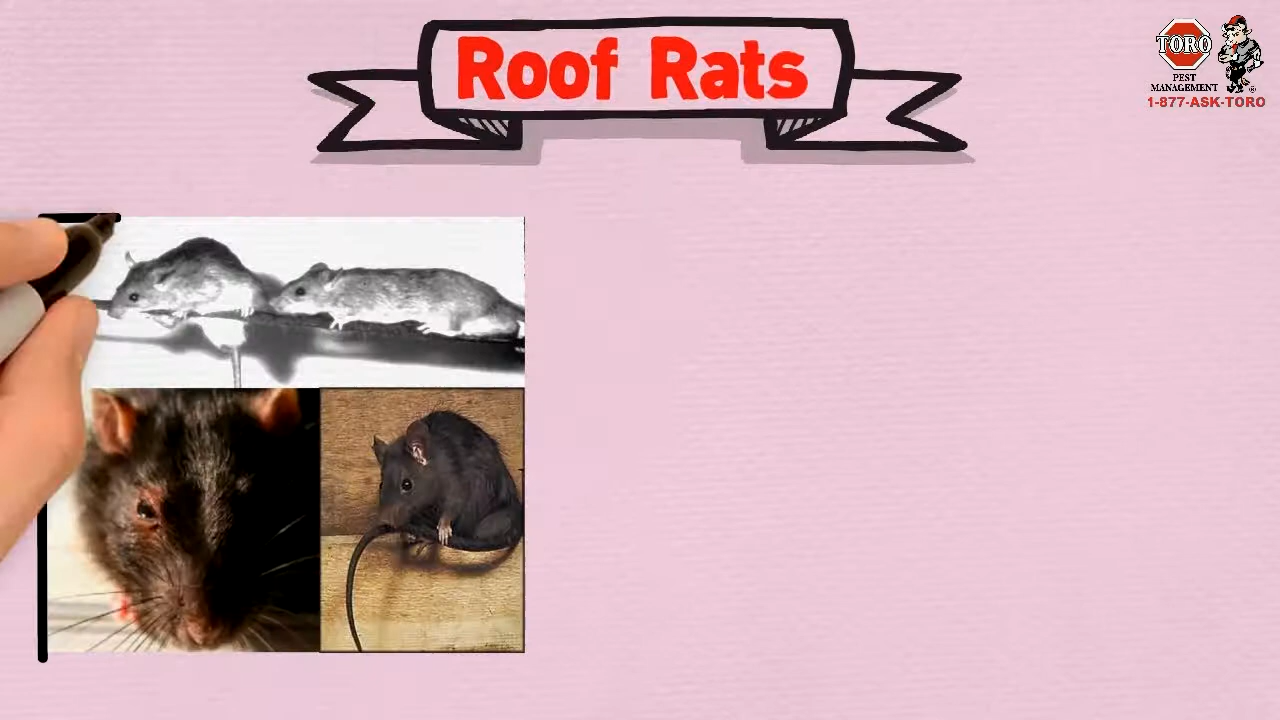 Roof Rats
TORO
PEST
MANAGEMENT
1-877-ASK-TORO